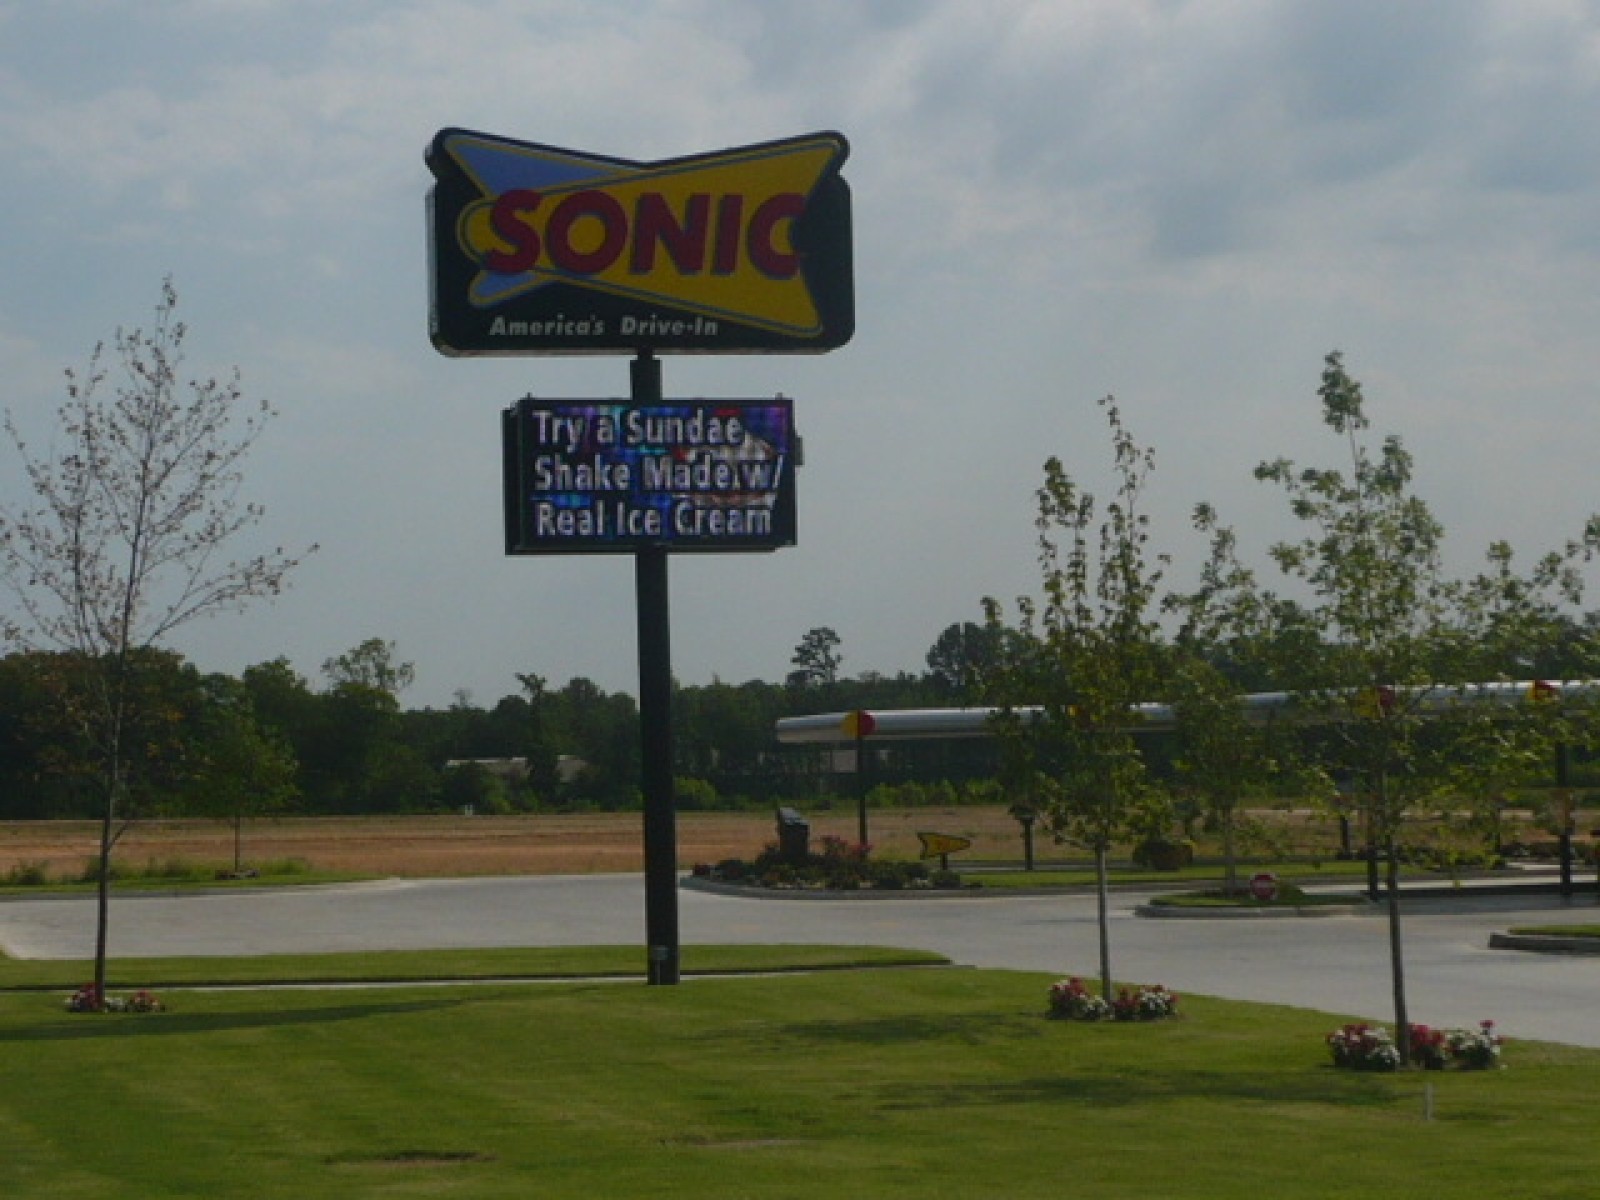 SONIC
America's Drive-In
Try a Sundae
Shake Made w/
Real Ice Cream